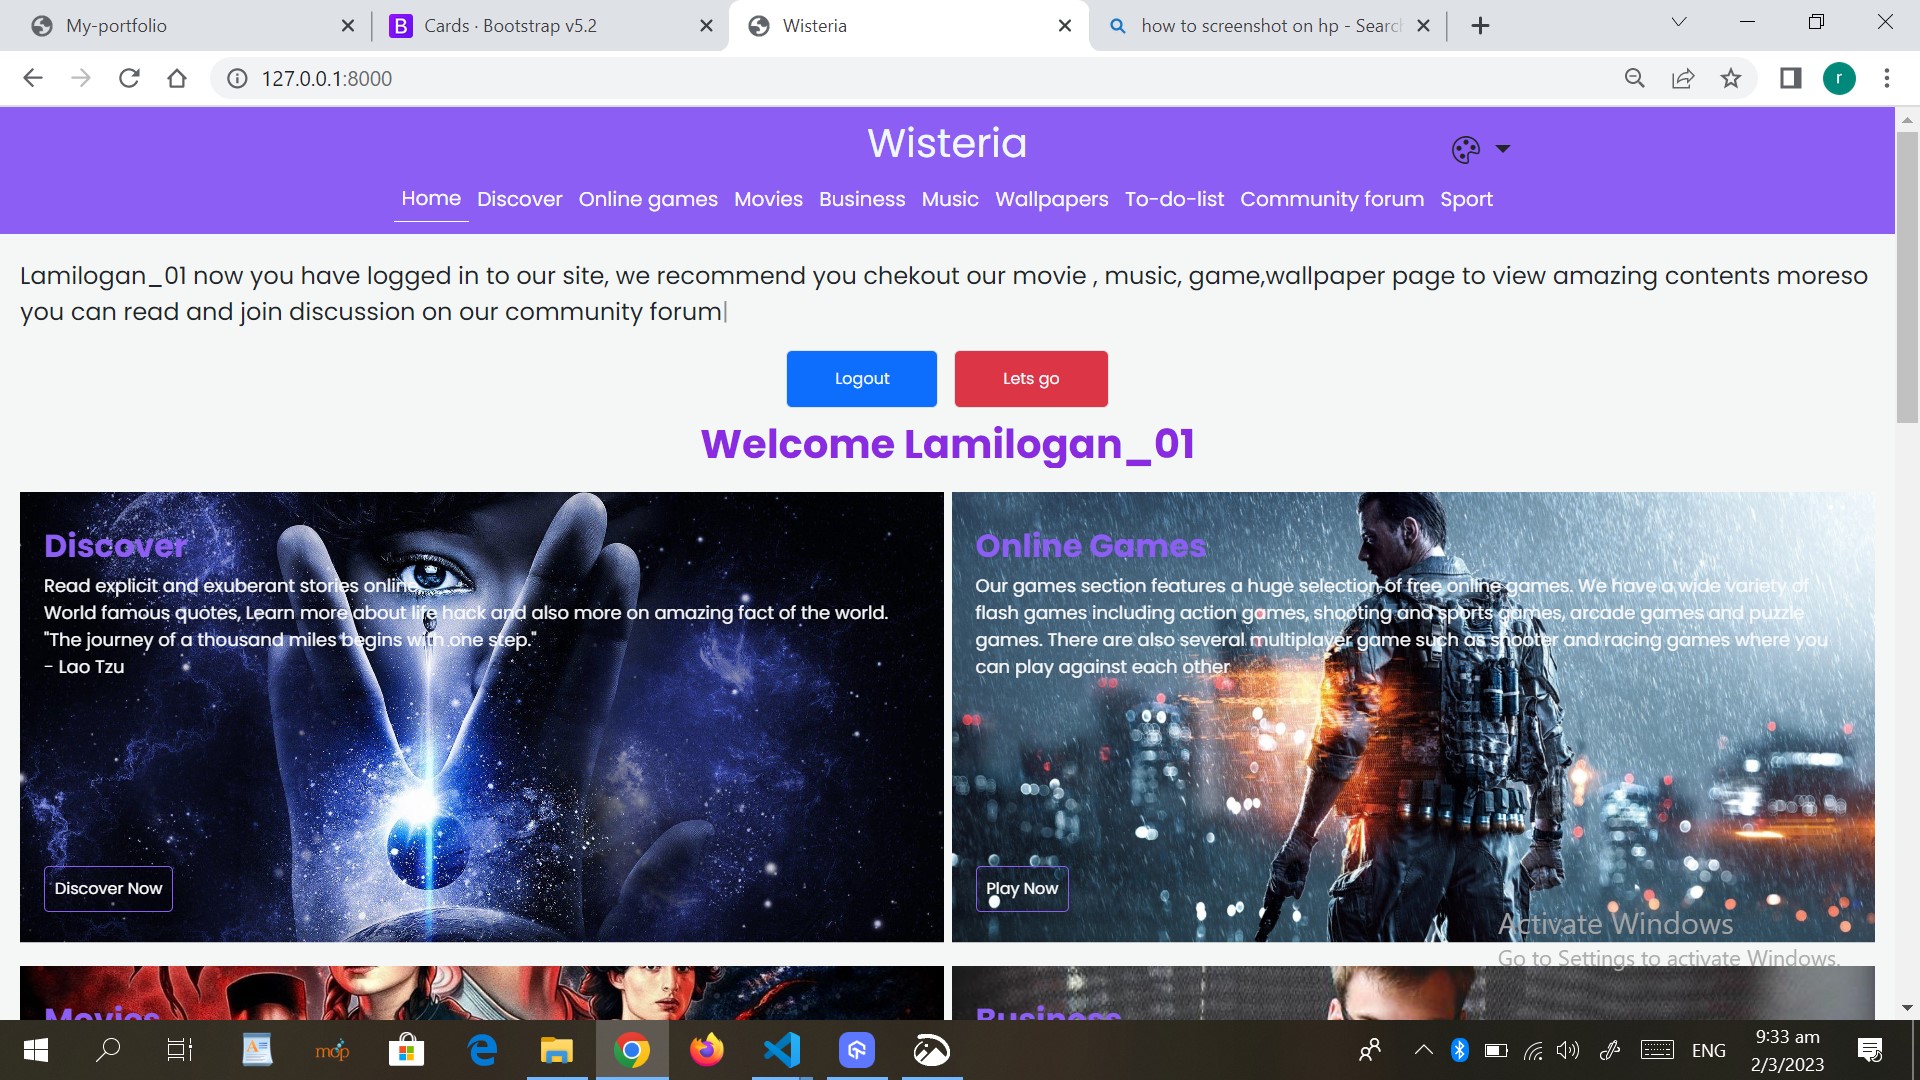 My-portfolio
Cards · Bootstrap v5.2
Wisteria
how to screenshot on hp - Searc
127.0.0.1:8000
r
Wisteria
Home Discover Online games Movies Business Music Wallpapers To-do-list Community forum Sport
Lamilogan_01 now you have logged in to our site, we recommend you chekout our movie , music, game,wallpaper page to view amazing contents moreso
you can read and join discussion on our community forum|
Logout
Lets go
Welcome Lamilogan_01
Discover
Read explicit and exuberant stories online.
World famous quotes, Learn more about life hack and also more on amazing fact of the world.
"The journey of a thousand miles begins with one step."
- Lao Tzu
Discover Now
Online Games
Our games section features a huge selection of free online games. We have a wide variety of
flash games including action games, shooting and sports games, arcade games and puzzle
games. There are also several multiplayer game such as shooter and racing games where you
can play against each other
Play Now
Activate Windows
Go to Settings to activate Windows.
Movies
Business
mop
ENG
9:33 am
2/3/2023